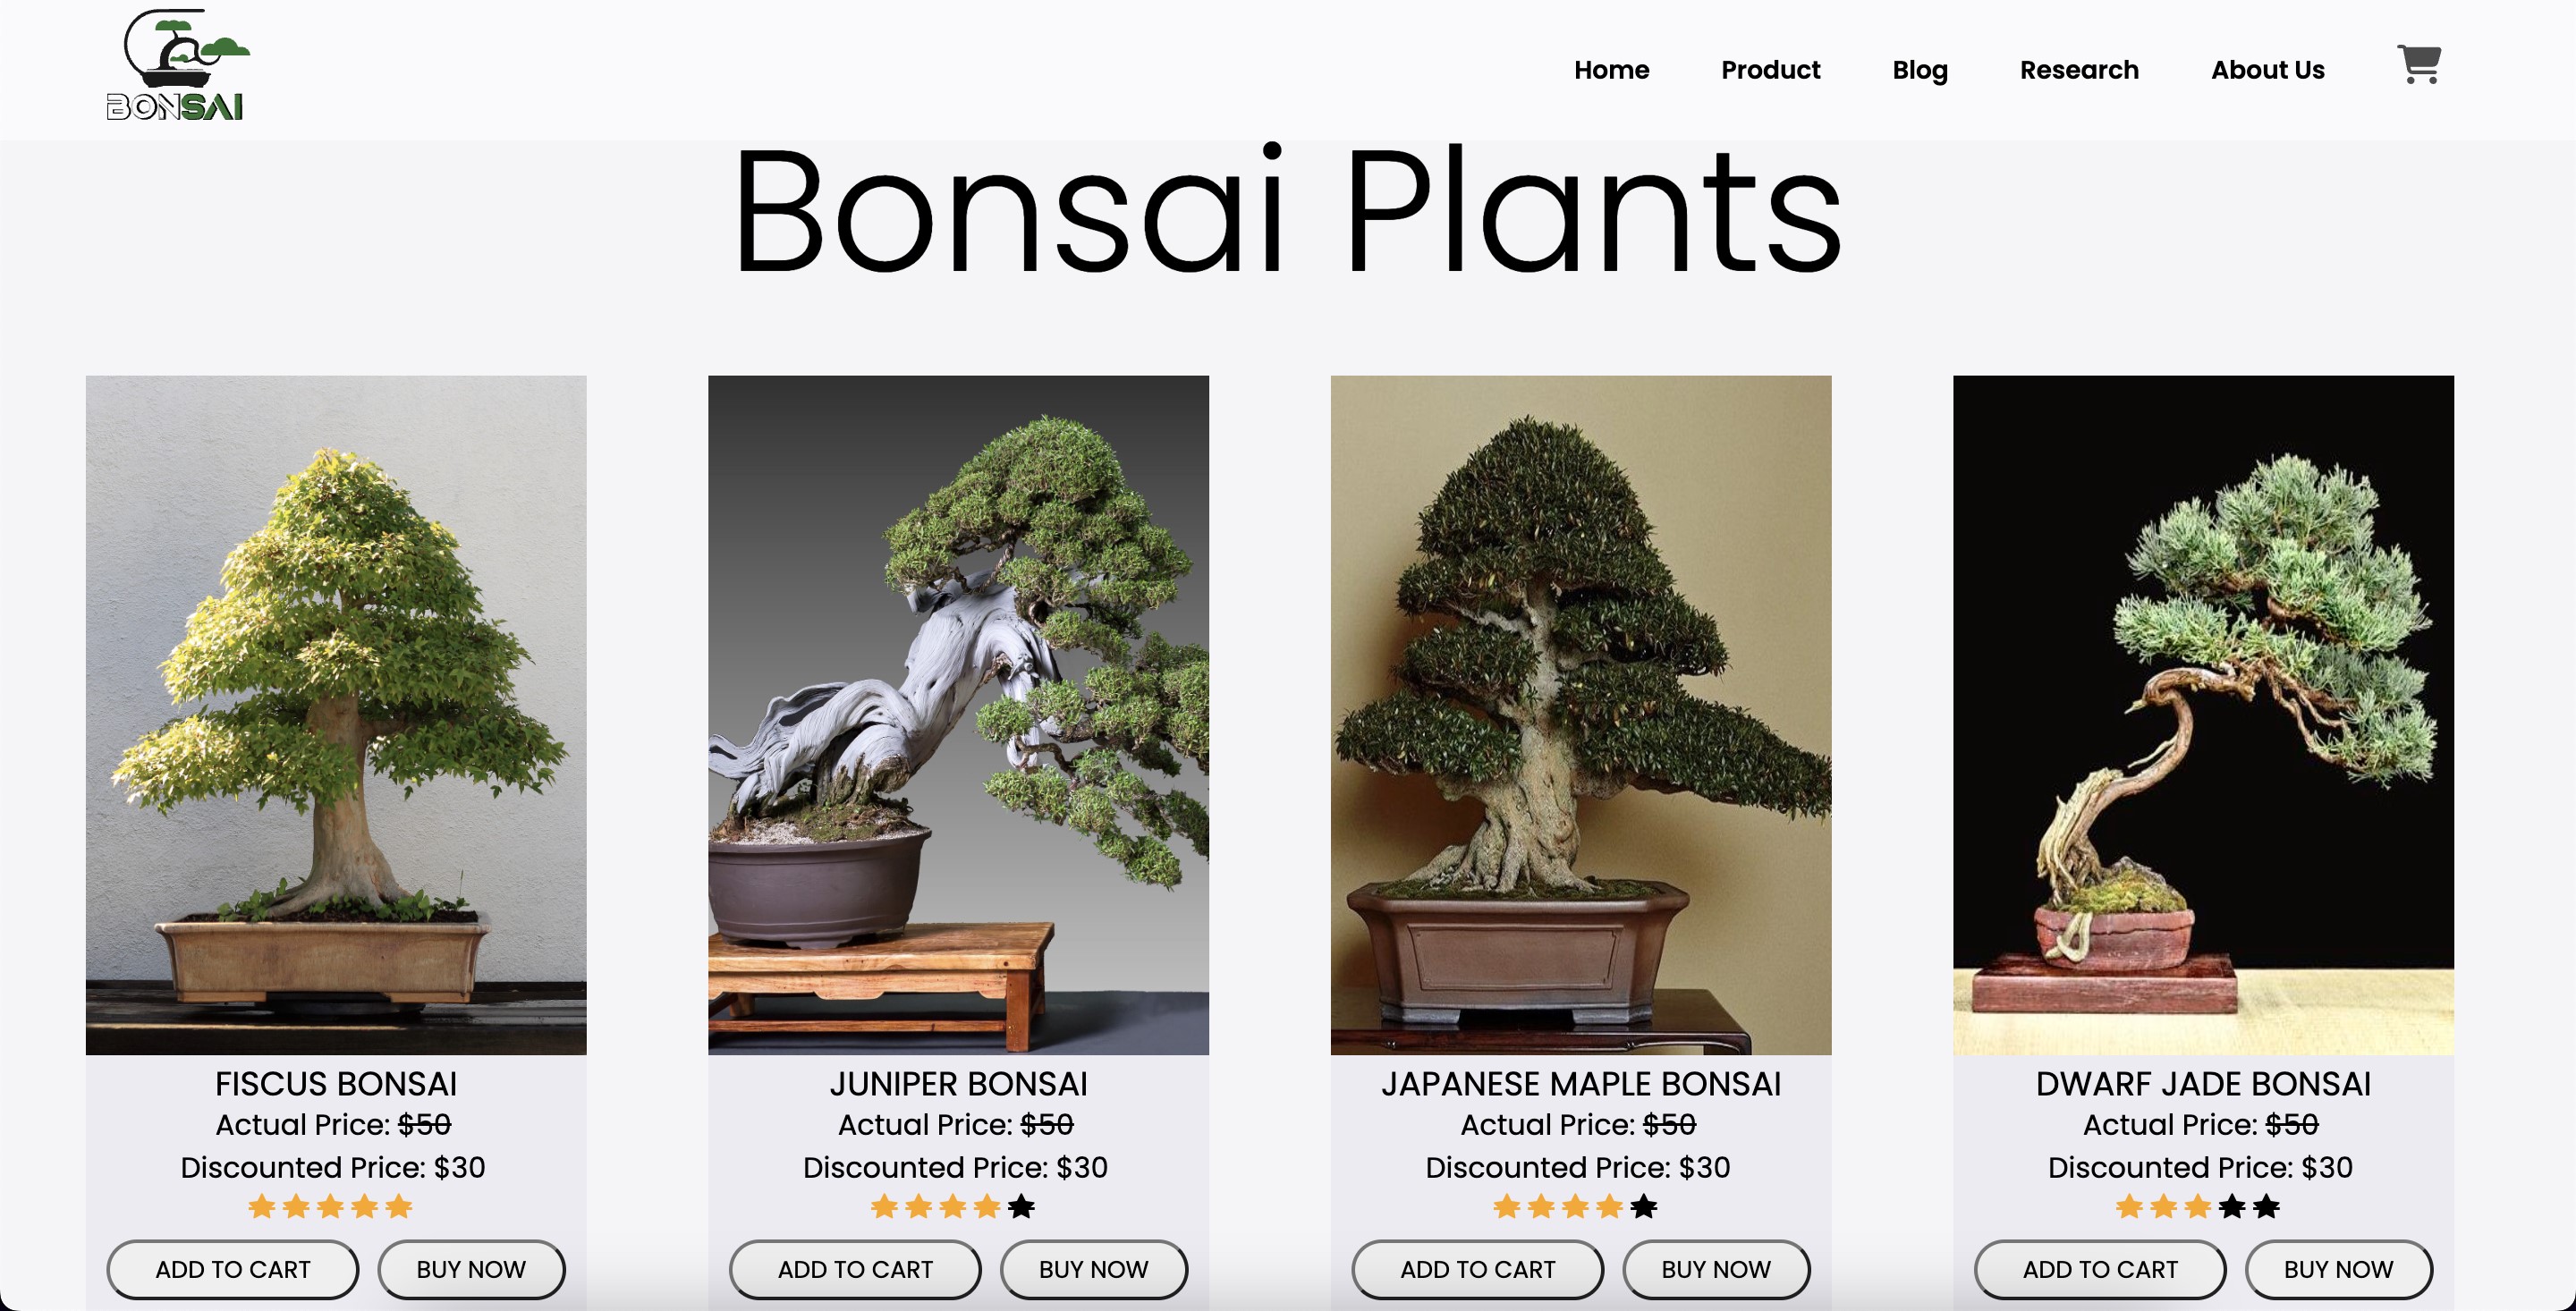 BONSAI
Home Product Blog Research About Us
Bonsai Plants
FISCUS BONSAI
Actual Price: $50
Discounted Price: $30
ADD TO CART BUY NOW
JUNIPER BONSAI
Actual Price: $50
Discounted Price: $30
ADD TO CART BUY NOW
JAPANESE MAPLE BONSAI
Actual Price: $50
Discounted Price: $30
ADD TO CART BUY NOW
DWARF JADE BONSAI
Actual Price: $50
Discounted Price: $30
ADD TO CART BUY NOW